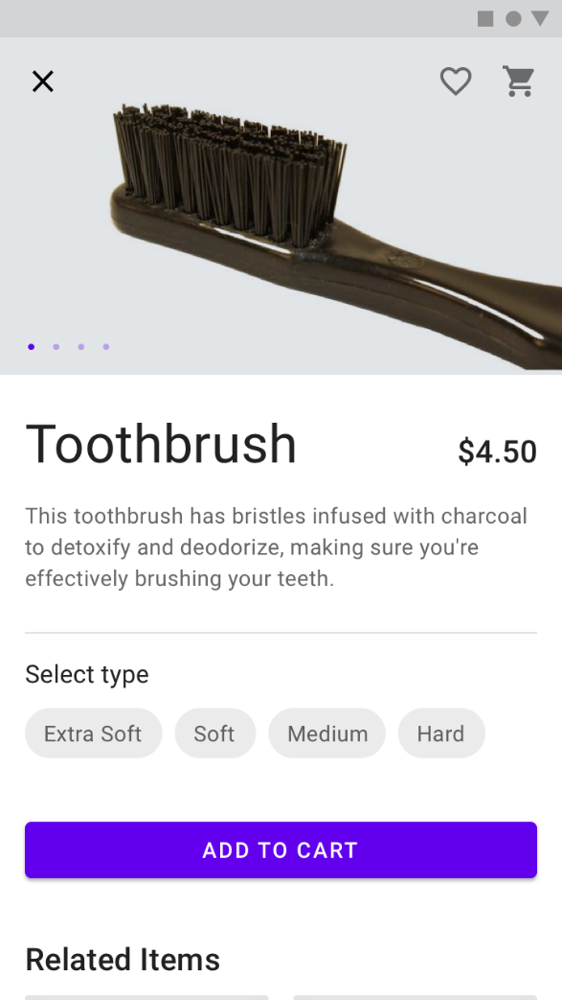 Toothbrush
$4.50
This toothbrush has bristles infused with charcoal
to detoxify and deodorize, making sure you're
effectively brushing your teeth.
Select type
Extra Soft Soft Medium Hard
ADD TO CART
Related Items